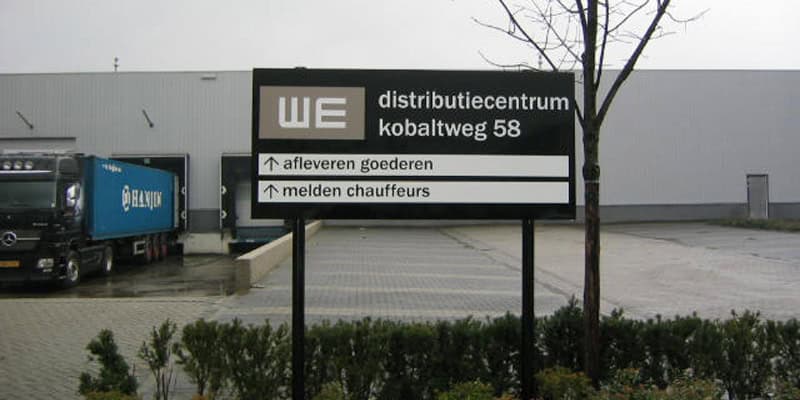 WE
distributiecentrum
kobaltweg 58
↑ afleveren goederen
↑ melden chauffeurs
HANJIN